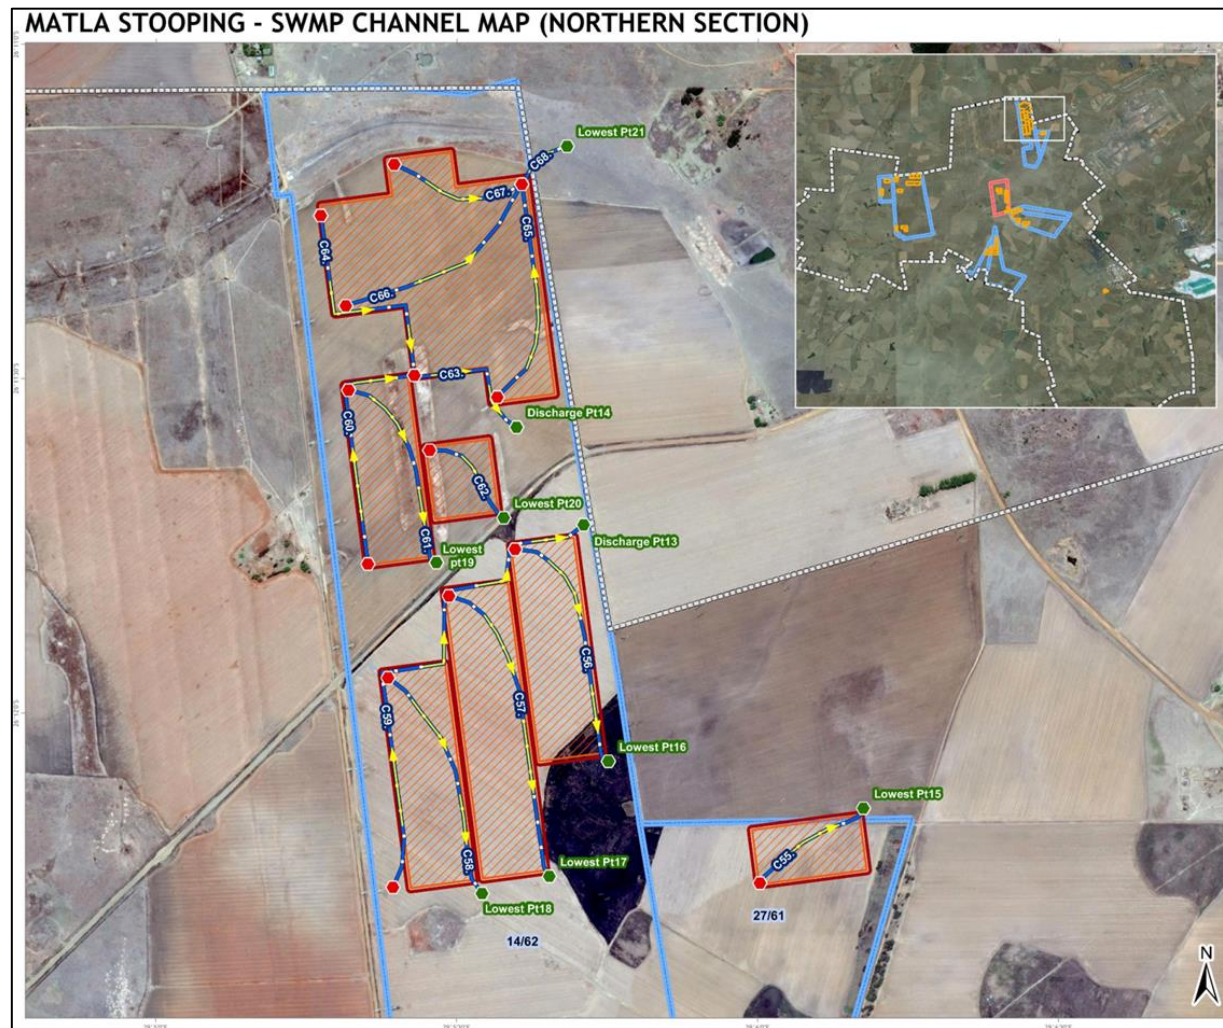 MATLA STOOPING - SWMP CHANNEL MAP (NORTHERN SECTION)
Lowest Pt21
C68.
C67.
C64.
C65.
C66.
C63.
Discharge Pt14
C60.
C62.
Lowest Pt20
Discharge Pt13
C61.
Lowest
pt19
C56.
C59.
C57.
Lowest Pt16
Lowest Pt15
C58.
C55.
Lowest Pt17
Lowest Pt18
27/61
14/62
N